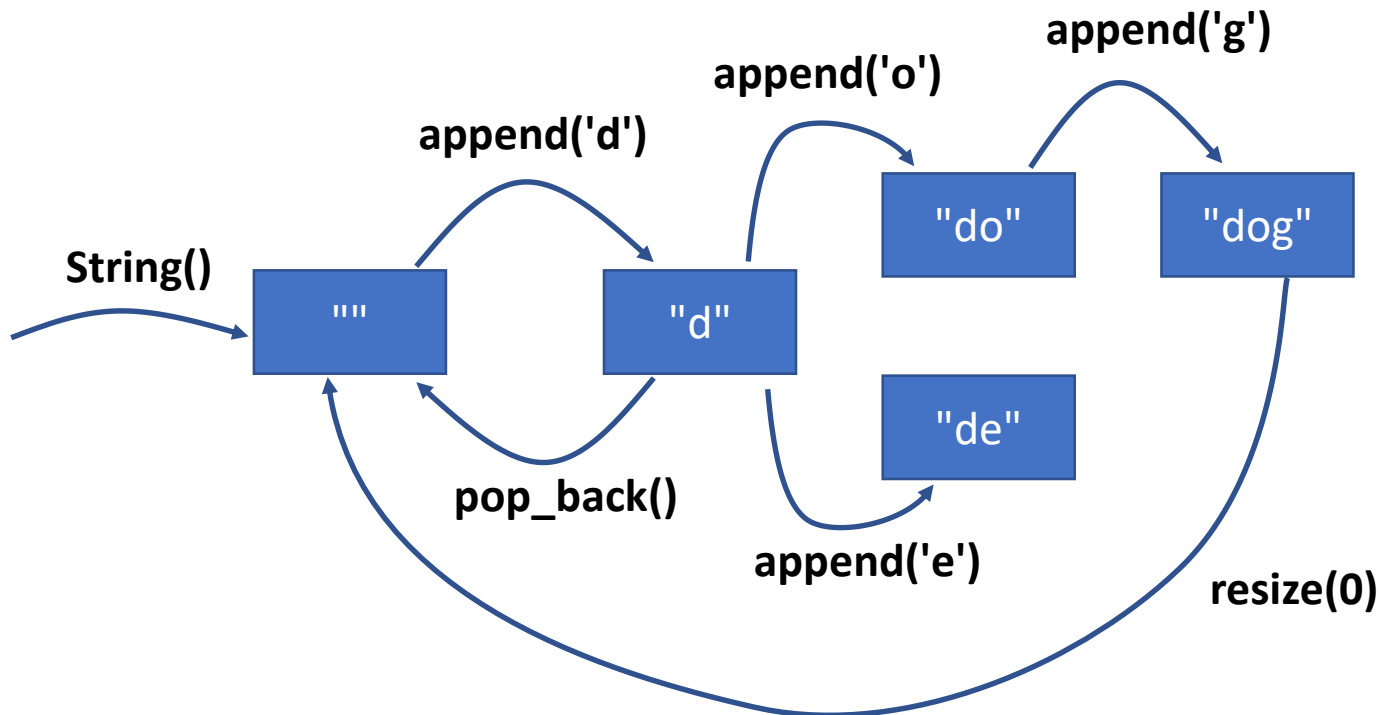 append('g')
append('o')
append('d')
"do"
"dog"
String()
""
"d"
"de"
pop_back()
append('e')
resize(0)